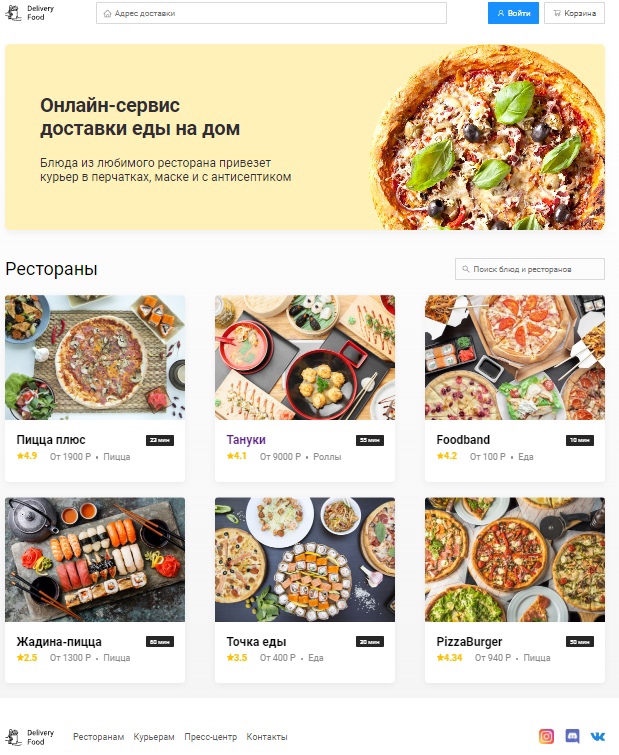 Delivery
Food
Адрес доставки
Войти
Корзина
Онлайн-сервис
доставки еды на дом
Блюда из любимого ресторана привезет
курьер в перчатках, маске и с антисептиком
Рестораны
Поиск блюд и ресторанов
Пицца плюс
23 мин
4.9 От 1900 Р • Пицца
Тануки
55 мин
4.1 От 9000 Р • Роллы
Foodband
10 мин
4.2 От 100 Р • Еда
Жадина-пицца
60 мин
2.5 От 1300 Р • Пицца
Точка еды
30 мин
3.5 От 400 Р • Еда
PizzaBurger
50 мин
4.34 От 940 Р • Пицца
Delivery
Food
Ресторанам Курьерам Пресс-центр Контакты